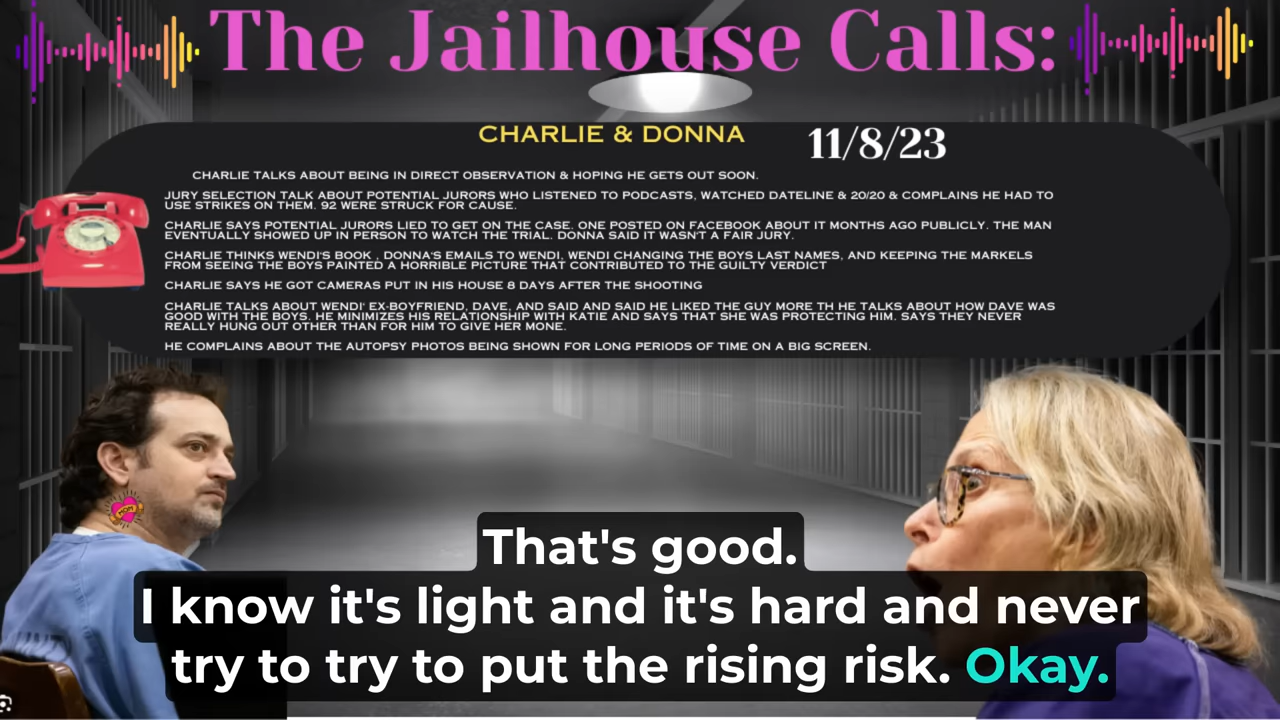 The Jailhouse Calls:
CHARLIE & DONNA
11/8/23
CHARLIE TALKS ABOUT BEING IN DIRECT OBSERVATION & HOPING HE GETS OUT SOON.
JURY SELECTION TALK ABOUT POTENTIAL JURORS WHO LISTENED TO PODCASTS, WATCHED DATELINE & 20/20 & COMPLAINS HE HAD TO
USE STRIKES ON THEM. 92 WERE STRUCK FOR CAUSE.
CHARLIE SAYS POTENTIAL JURORS LIED TO GET ON THE CASE. ONE POSTED ON FACEBOOK ABOUT IT MONTHS AGO PUBLICLY. THE MAN
EVENTUALLY SHOWED UP IN PERSON TO WATCH THE TRIAL. DONNA SAID IT WASN'T A FAIR JURY.
CHARLIE THINKS WENDI'S BOOK , DONNA'S EMAILS TO WENDI, WENDI CHANGING THE BOYS LAST NAMES, AND KEEPING THE MARKELS
FROM SEEING THE BOYS PAINTED A HORRIBLE PICTURE THAT CONTRIBUTED TO THE GUILTY VERDICT
CHARLIE SAYS HE GOT CAMERAS PUT IN HIS HOUSE 8 DAYS AFTER THE SHOOTING
CHARLIE TALKS ABOUT WENDI' EX-BOYFRIEND, DAVE, AND SAID AND SAID HE LIKED THE GUY MORE TH HE TALKS ABOUT HOW DAVE WAS
GOOD WITH THE BOYS. HE MINIMIZES HIS RELATIONSHIP WITH KATIE AND SAYS THAT SHE WAS PROTECTING HIM. SAYS THEY NEVER
REALLY HUNG OUT OTHER THAN FOR HIM TO GIVE HER MONE.
HE COMPLAINS ABOUT THE AUTOPSY PHOTOS BEING SHOWN FOR LONG PERIODS OF TIME ON A BIG SCREEN.
MOM
That's good.
I know it's light and it's hard and never
try to try to put the rising risk. Okay.